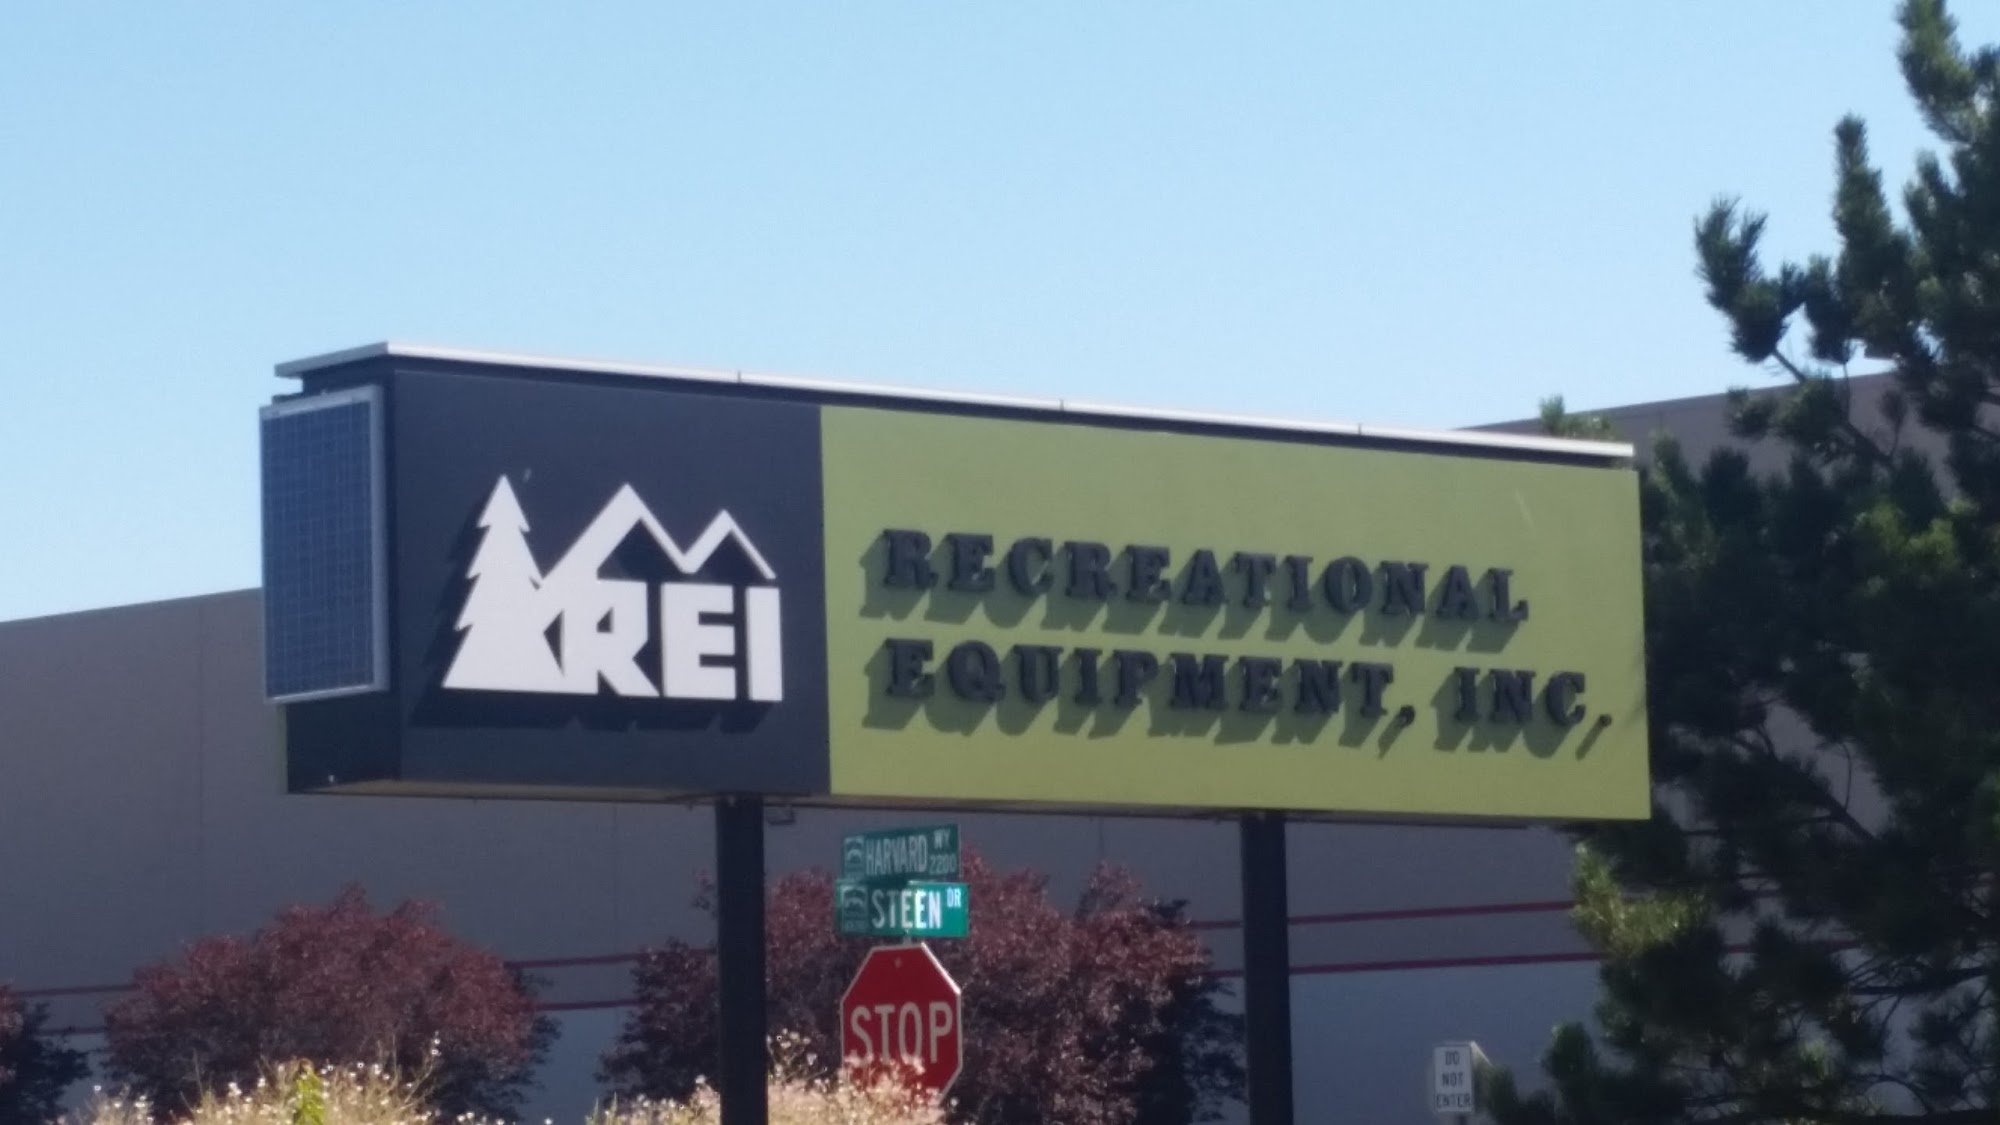 REI
RECREATIONAL
EQUIPMENT, INC.
HARVARD WY
2200
STEEN DR
STOP
DO
NOT
ENTER